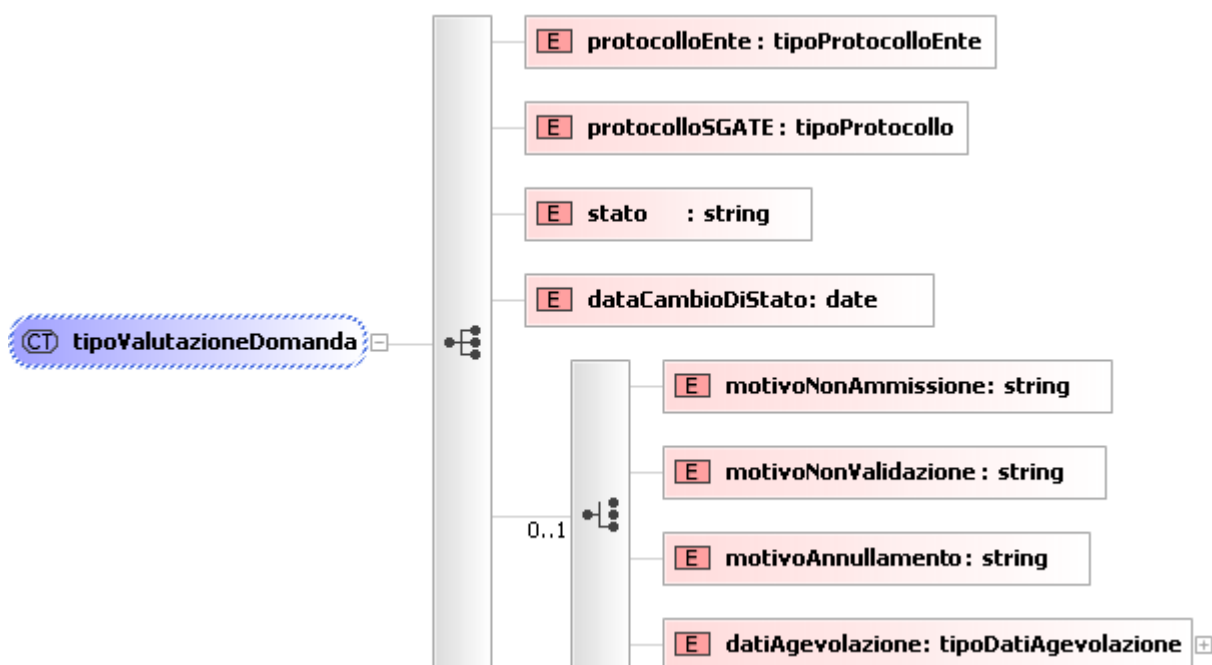 E protocolloEnte : tipoProtocolloEnte
E protocolloSGATE : tipoProtocollo
E stato : string
E dataCambioDiStato: date
CT tipoValutazioneDomanda
E motivoNonAmmissione: string
E motivoNonValidazione : string
0..1
E motivoAnnullamento: string
E datiAgevolazione: tipoDatiAgevolazione